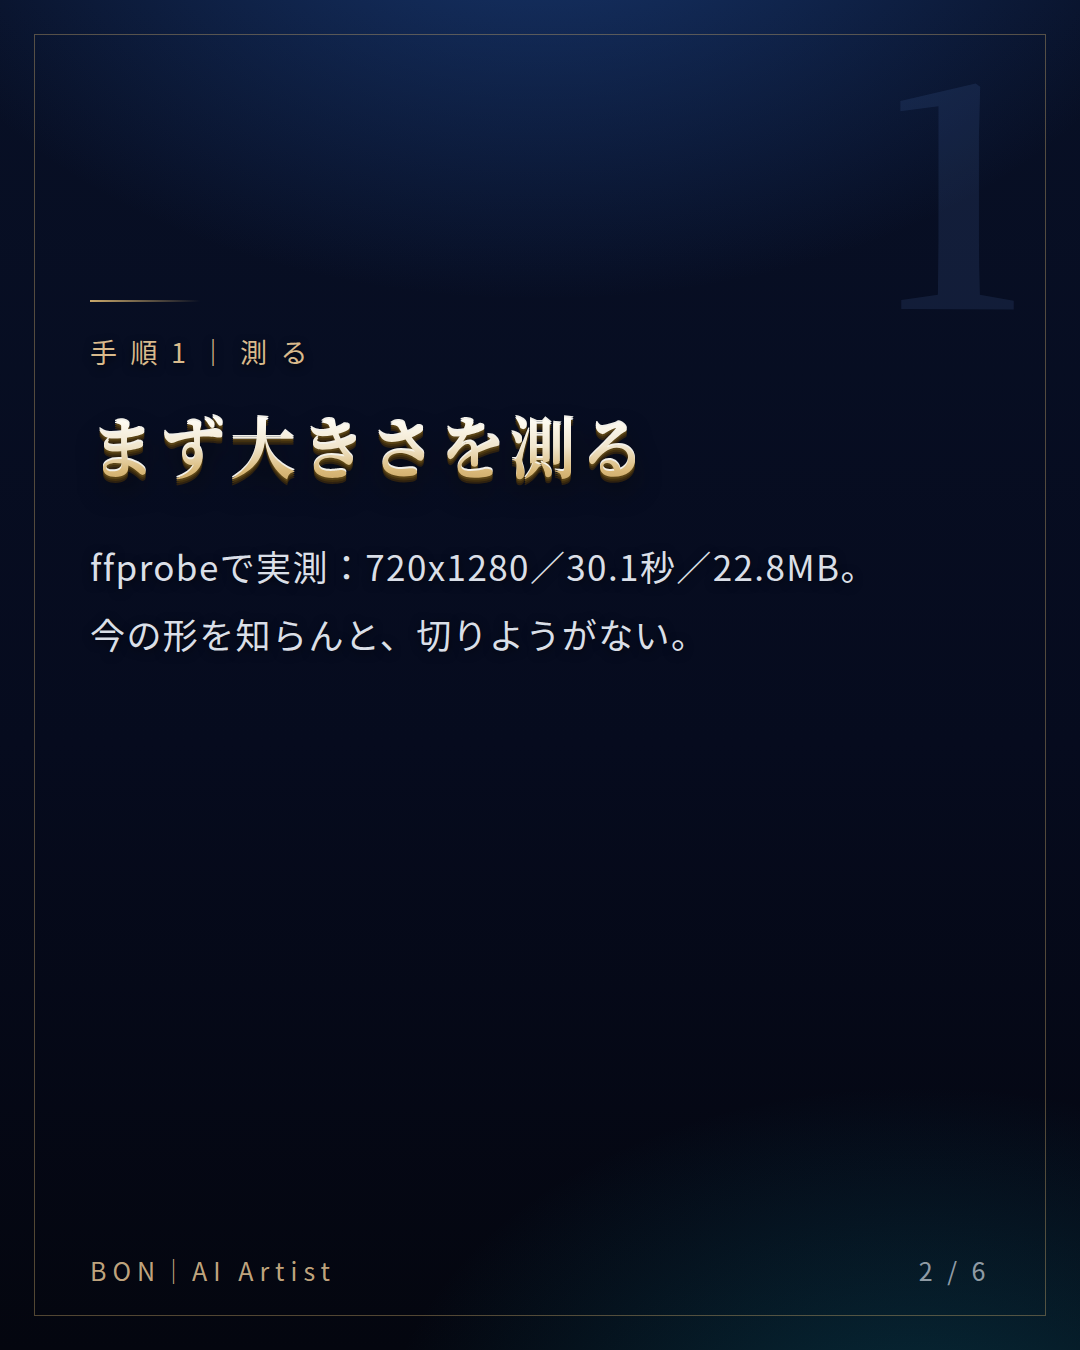 1
手順1｜測る
まず大きさを測る
ffprobeで実測：720x1280／30.1秒／22.8MB。
今の形を知らんと、切りようがない。
BON｜AI Artist
2 / 6